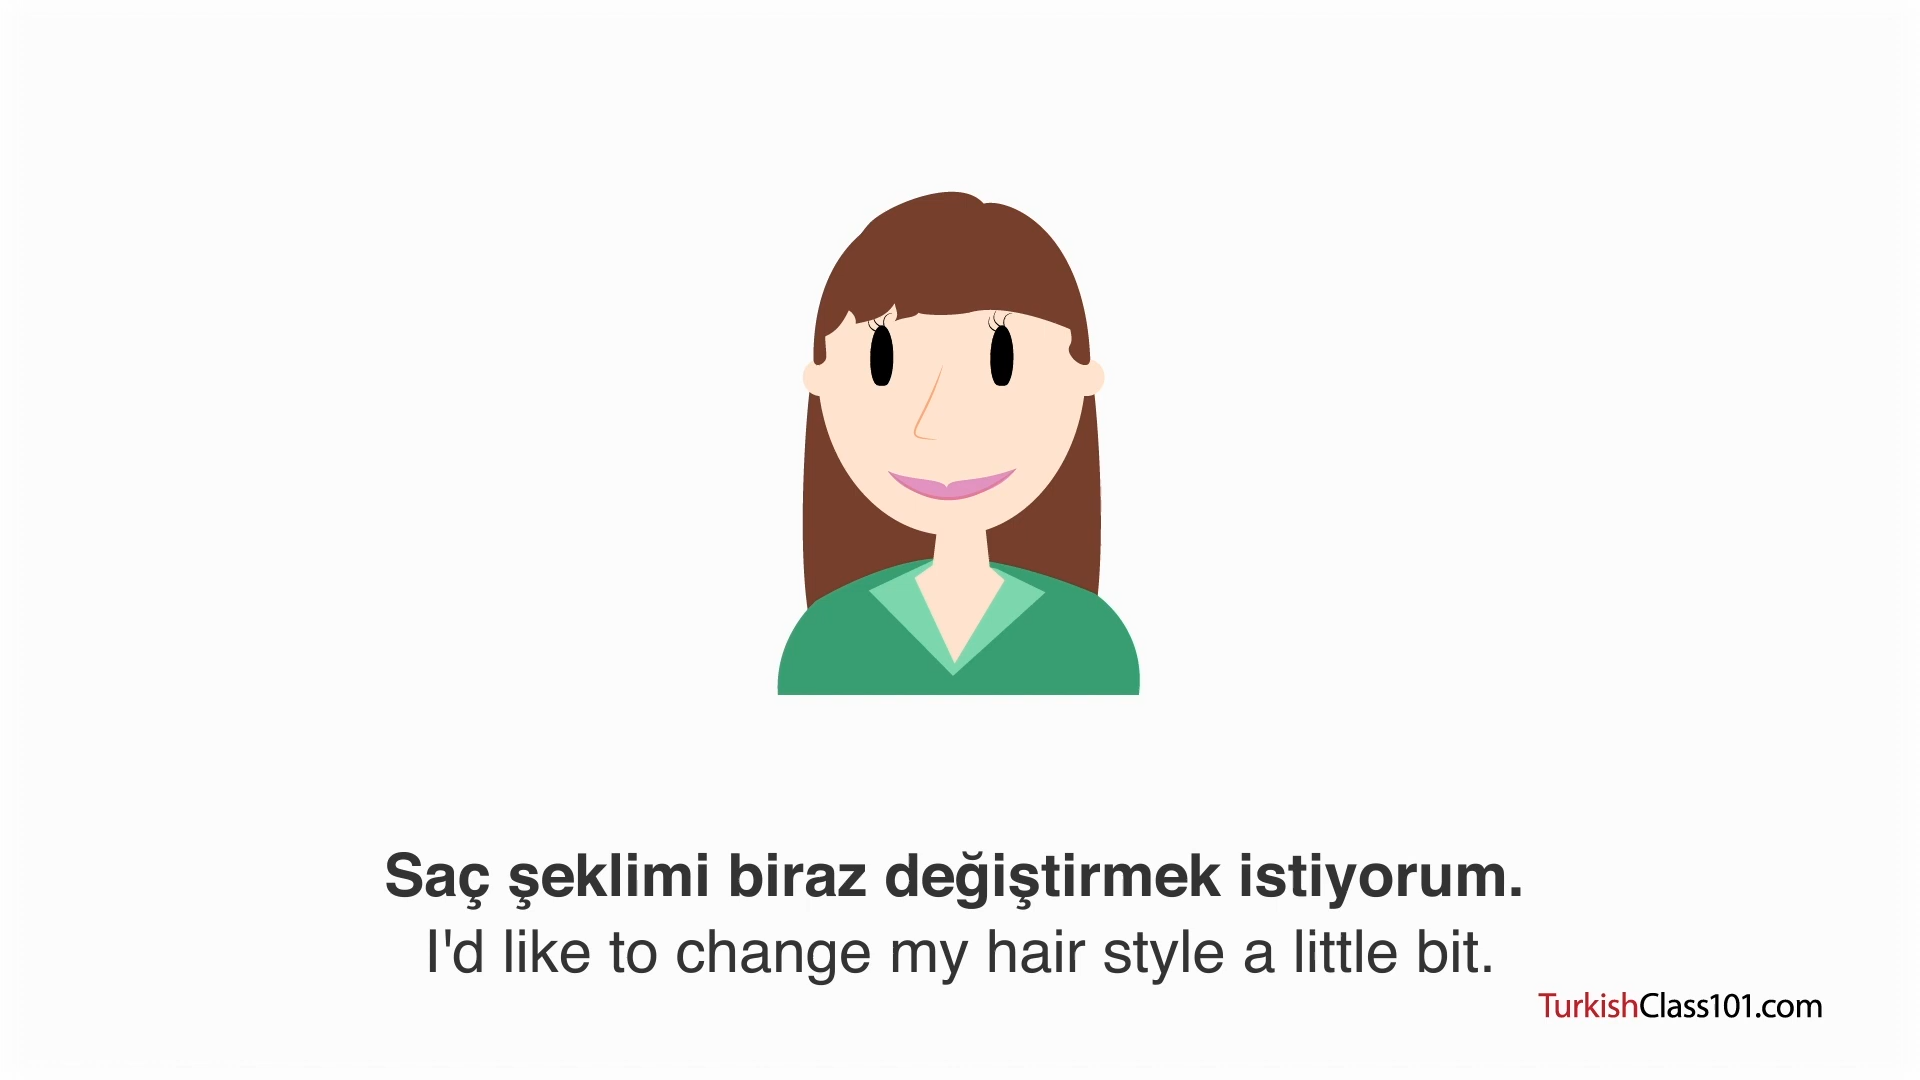 Saç şeklimi biraz değiştirmek istiyorum.
I'd like to change my hair style a little bit.
TurkishClass101.com